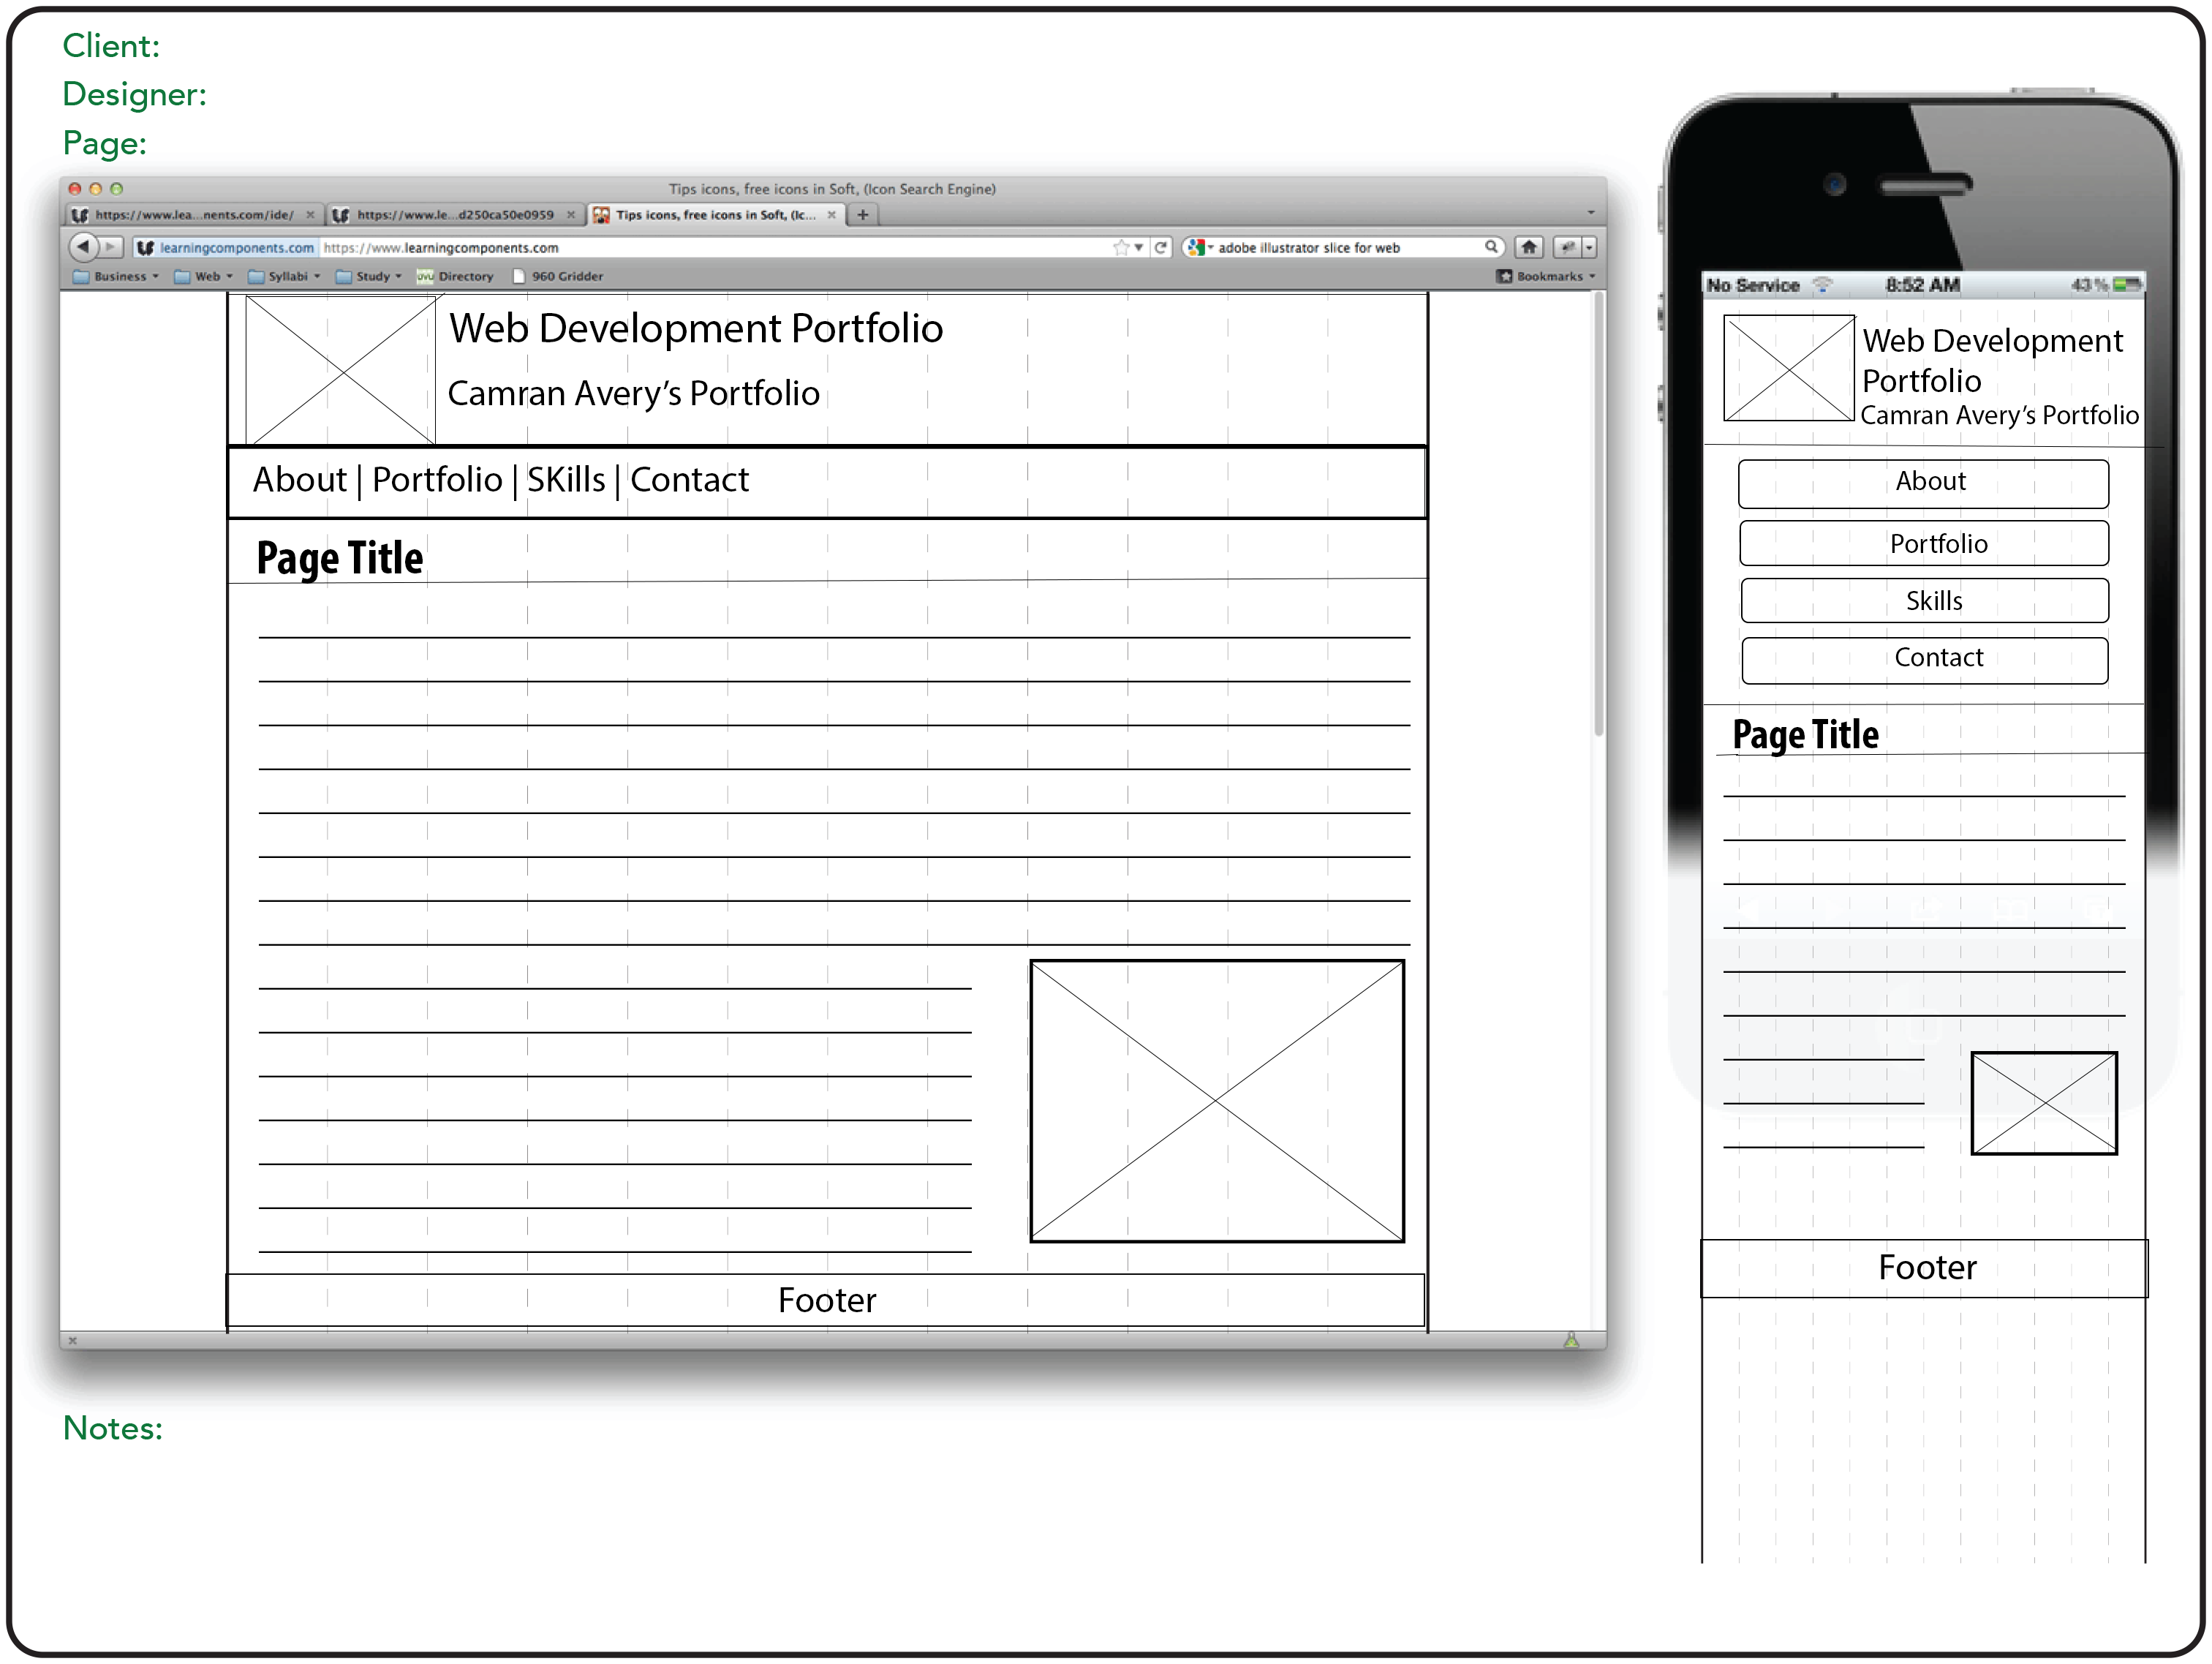 Client:
Designer:
Page:
Tips icons, free icons in Soft, (Icon Search Engine)
https://www.lea...nents.com/ide/
https://www.le...d250ca50e0959
Tips icons, free icons in Soft, (Ic...
learningcomponents.com https://www.learningcomponents.com
adobe illustrator slice for web
Business Web Syllabi Study Directory 960 Gridder
Bookmarks
Web Development Portfolio
Camran Avery’s Portfolio
About | Portfolio | SKills | Contact
Page Title
Footer
Notes:
No Service 8:52 AM 43%
Web Development
Portfolio
Camran Avery’s Portfolio
About
Portfolio
Skills
Contact
Page Title
Footer